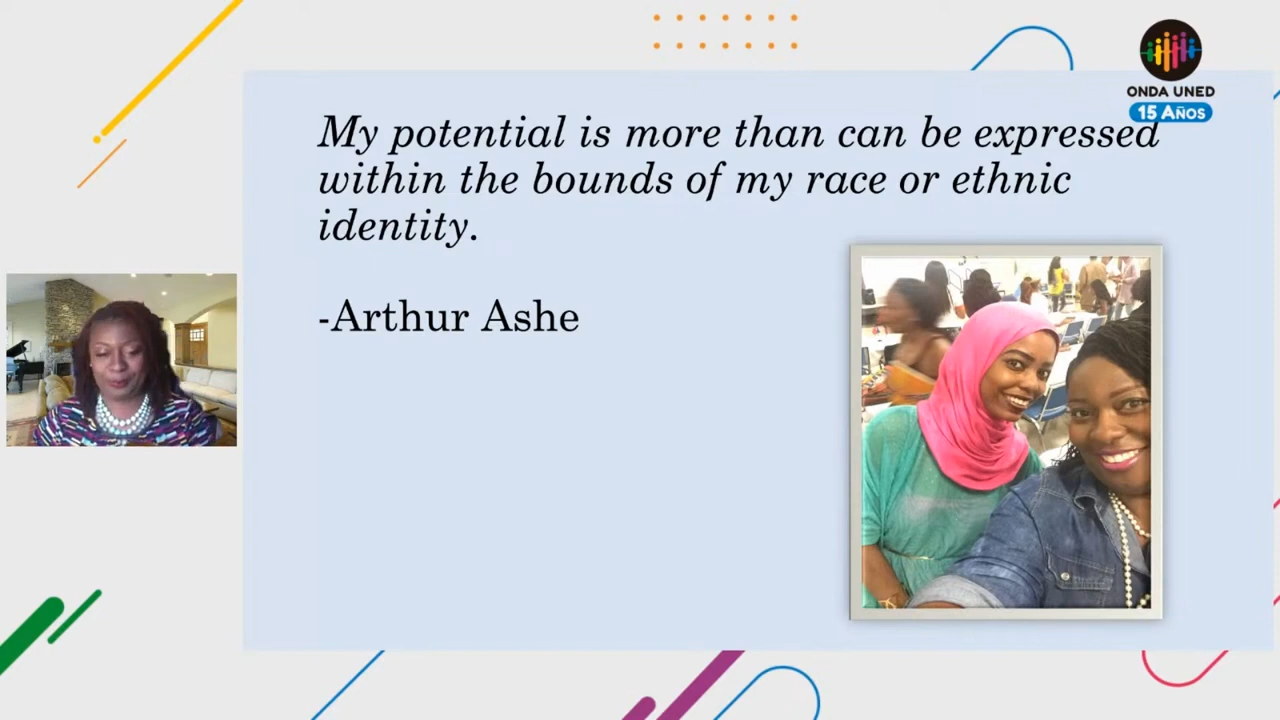 ONDA UNED
15 AÑOS
My potential is more than can be expressed
within the bounds of my race or ethnic
identity.
-Arthur Ashe